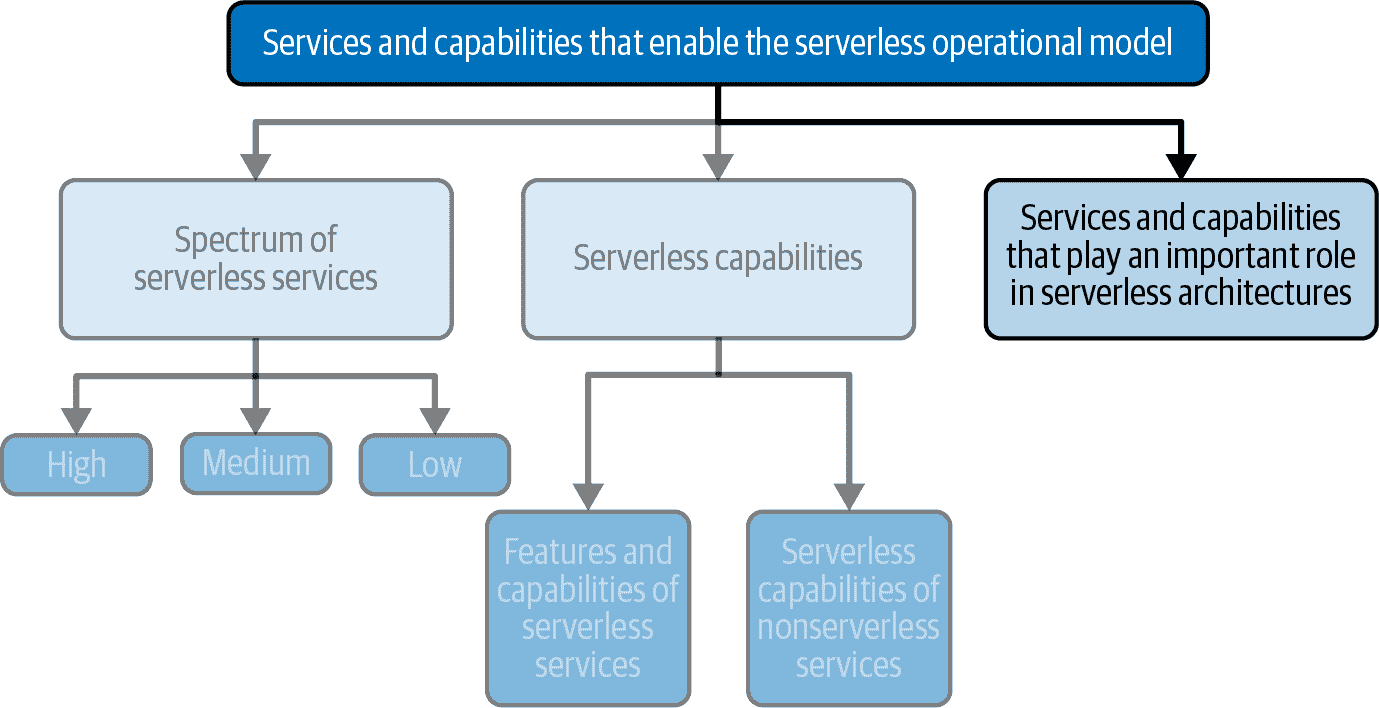 Services and capabilities that enable the serverless operational model
Spectrum of
serverless services
Serverless capabilities
Services and capabilities
that play an important role
in serverless architectures
High
Medium
Low
Features and
capabilities of
serverless
services
Serverless
capabilities of
nonserverless
services